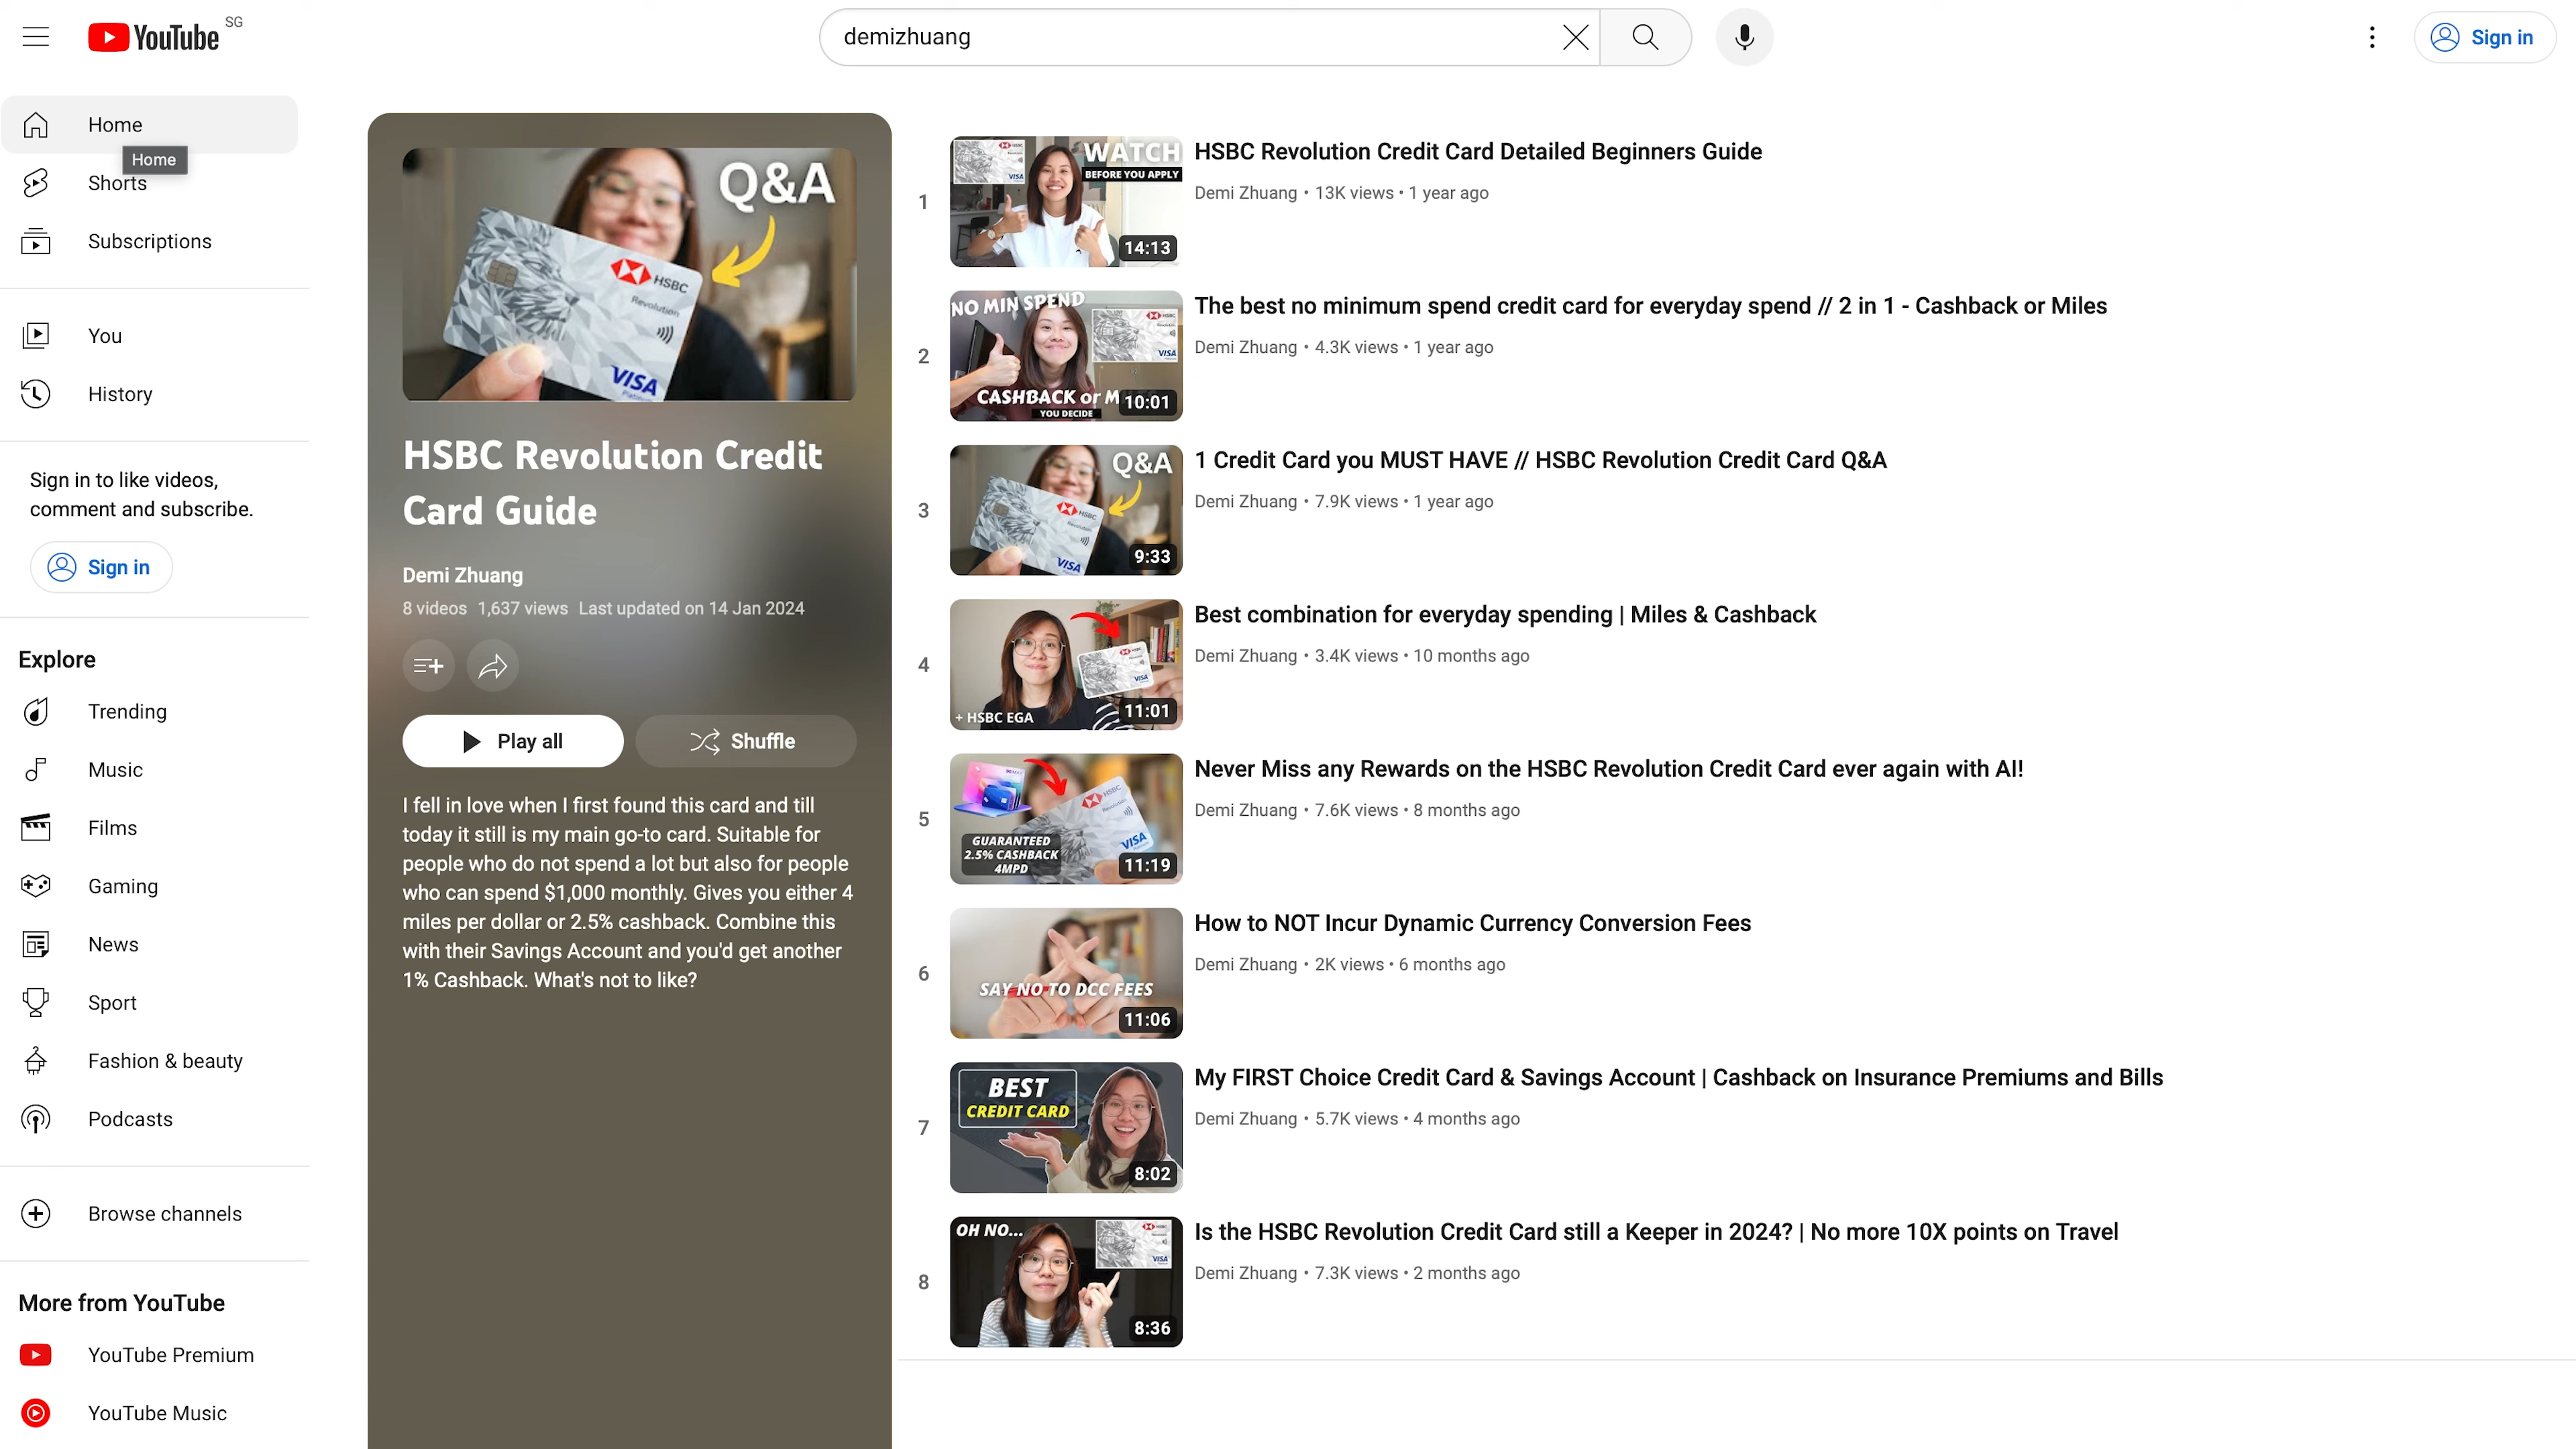 YouTube SG
demizhuang
Sign in
Home
Home
Shorts
Subscriptions
You
History
Sign in to like videos,
comment and subscribe.
Sign in
Explore
Trending
Music
Films
Gaming
News
Sport
Fashion & beauty
Podcasts
Browse channels
More from YouTube
YouTube Premium
YouTube Music
Q&A
HSBC
Revolution
VISA
Platinum
HSBC Revolution Credit
Card Guide
Demi Zhuang
8 videos 1,637 views Last updated on 14 Jan 2024
Play all
Shuffle
I fell in love when I first found this card and till
today it still is my main go-to card. Suitable for
people who do not spend a lot but also for people
who can spend $1,000 monthly. Gives you either 4
miles per dollar or 2.5% cashback. Combine this
with their Savings Account and you'd get another
1% Cashback. What's not to like?
1
WATCH
BEFORE YOU APPLY
VISA
14:13
HSBC Revolution Credit Card Detailed Beginners Guide
Demi Zhuang • 13K views • 1 year ago
2
NO MIN SPEND
HSBC
VISA
CASHBACK or M
YOU DECIDE
10:01
The best no minimum spend credit card for everyday spend // 2 in 1 - Cashback or Miles
Demi Zhuang • 4.3K views • 1 year ago
3
Q&A
HSBC
Revolution
VISA
9:33
1 Credit Card you MUST HAVE // HSBC Revolution Credit Card Q&A
Demi Zhuang • 7.9K views • 1 year ago
4
VISA
+ HSBC EGA
11:01
Best combination for everyday spending | Miles & Cashback
Demi Zhuang • 3.4K views • 10 months ago
5
HSBC
Revolution
VISA
GUARANTEED
2.5% CASHBACK
4MPD
11:19
Never Miss any Rewards on the HSBC Revolution Credit Card ever again with AI!
Demi Zhuang • 7.6K views • 8 months ago
6
SAY NO TO DCC FEES
11:06
How to NOT Incur Dynamic Currency Conversion Fees
Demi Zhuang • 2K views • 6 months ago
7
BEST
CREDIT CARD
8:02
My FIRST Choice Credit Card & Savings Account | Cashback on Insurance Premiums and Bills
Demi Zhuang • 5.7K views • 4 months ago
8
OH NO...
VISA
8:36
Is the HSBC Revolution Credit Card still a Keeper in 2024? | No more 10X points on Travel
Demi Zhuang • 7.3K views • 2 months ago